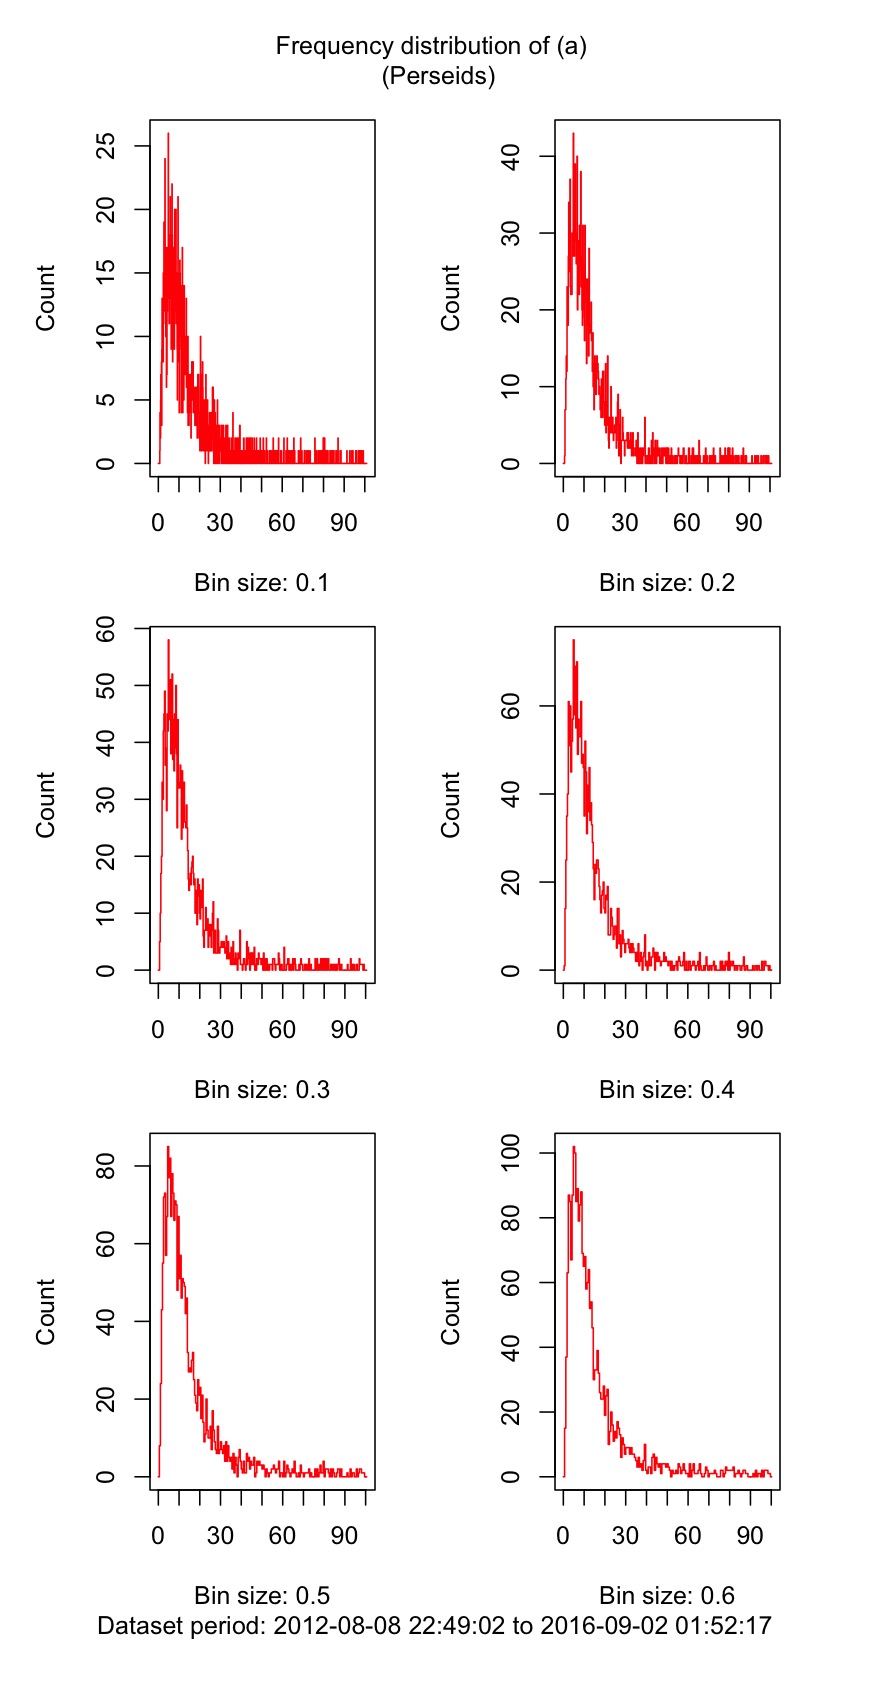 Frequency distribution of (a)
(Perseids)
Count
0 5 10 15 20 25
0 30 60 90
Bin size: 0.1
Count
0 10 20 30 40
0 30 60 90
Bin size: 0.2
Count
0 10 20 30 40 50 60
0 30 60 90
Bin size: 0.3
Count
0 20 40 60
0 30 60 90
Bin size: 0.4
Count
0 20 40 60 80
0 30 60 90
Bin size: 0.5
Count
0 20 40 60 80 100
0 30 60 90
Bin size: 0.6
Dataset period: 2012-08-08 22:49:02 to 2016-09-02 01:52:17